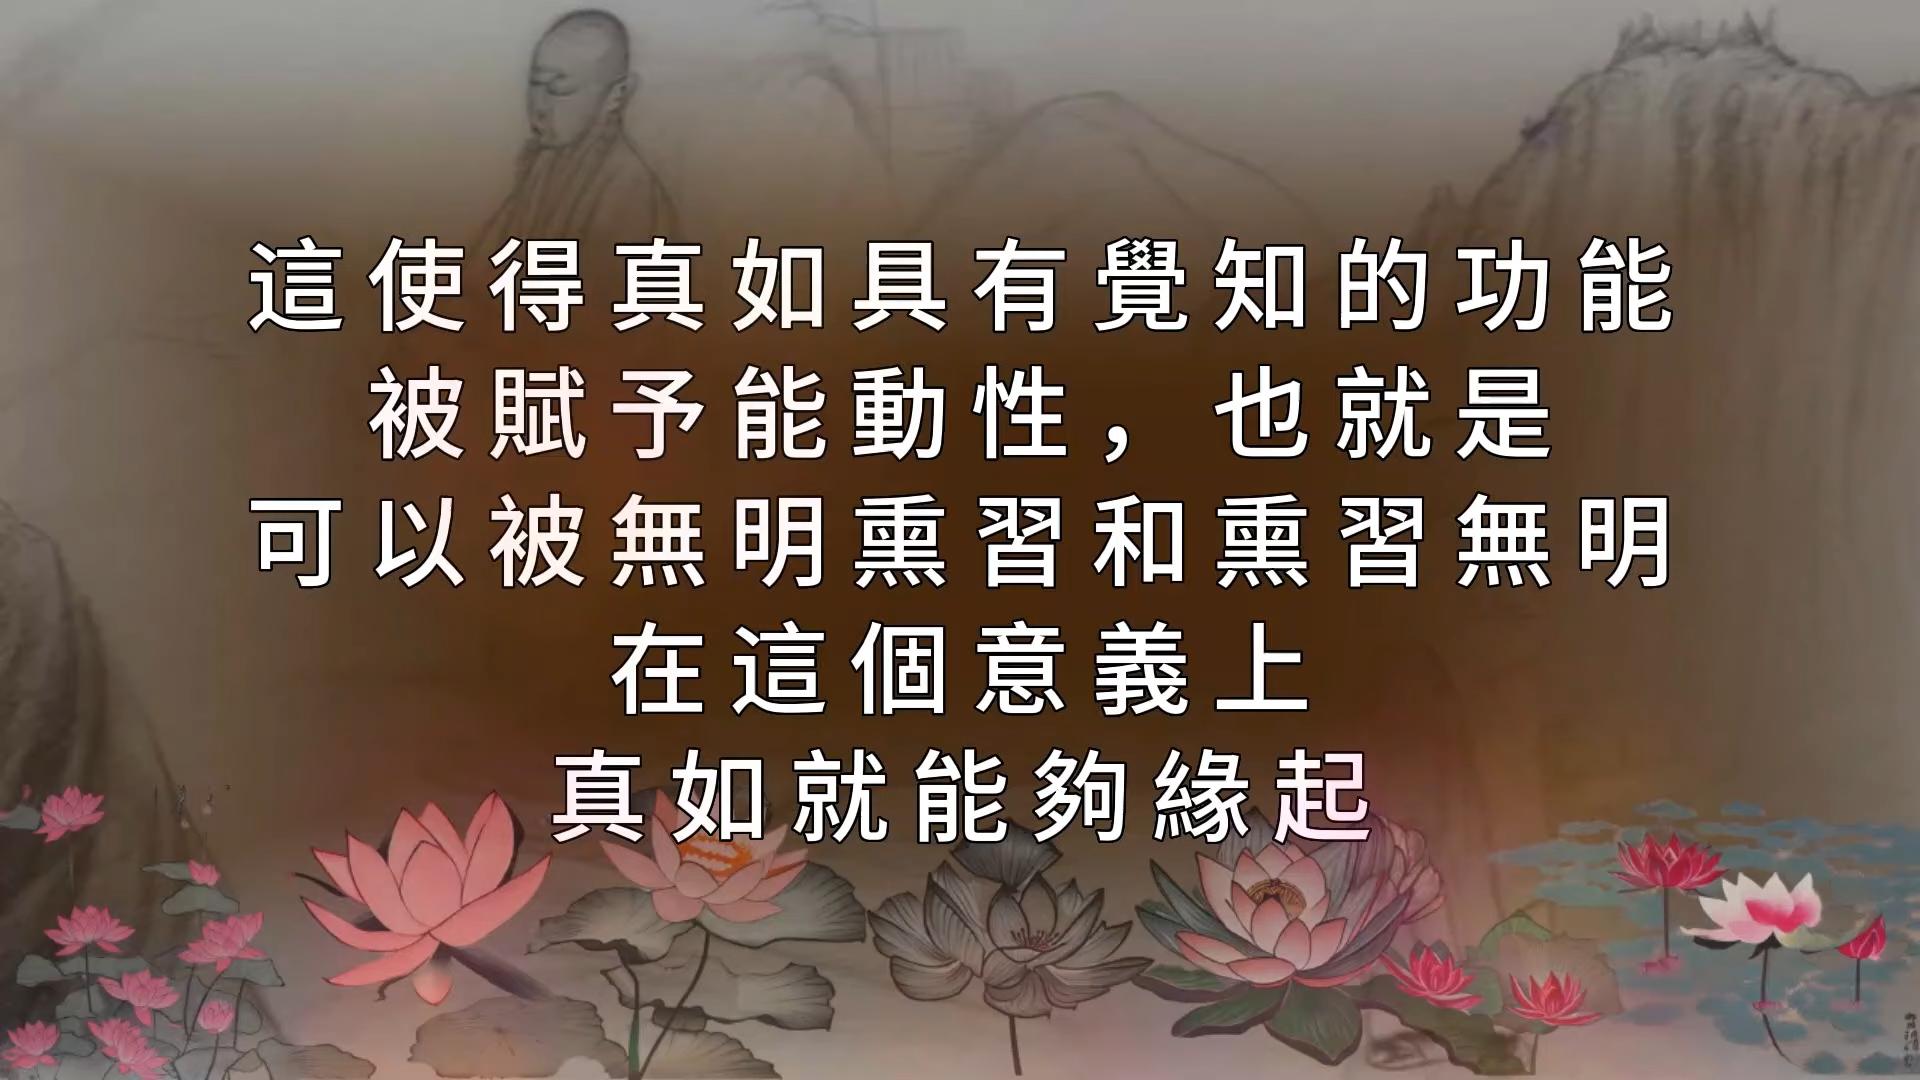 這使得真如具有覺知的功能
被賦予能動性，也就是
可以被無明熏習和熏習無明
在這個意義上
真如就能夠緣起